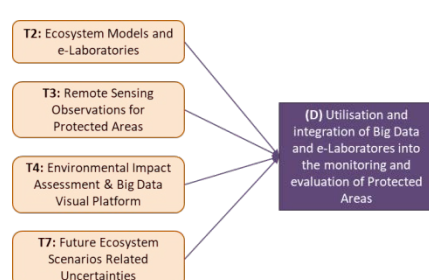 T2: Ecosystem Models and
e-Laboratories
T3: Remote Sensing
Observations for
Protected Areas
T4: Environmental Impact
Assessment & Big Data
Visual Platform
T7: Future Ecosystem
Scenarios Related
Uncertainties
(D) Utilisation and
integration of Big Data
and e-Laboratores into
the monitoring and
evaluation of Protected
Areas